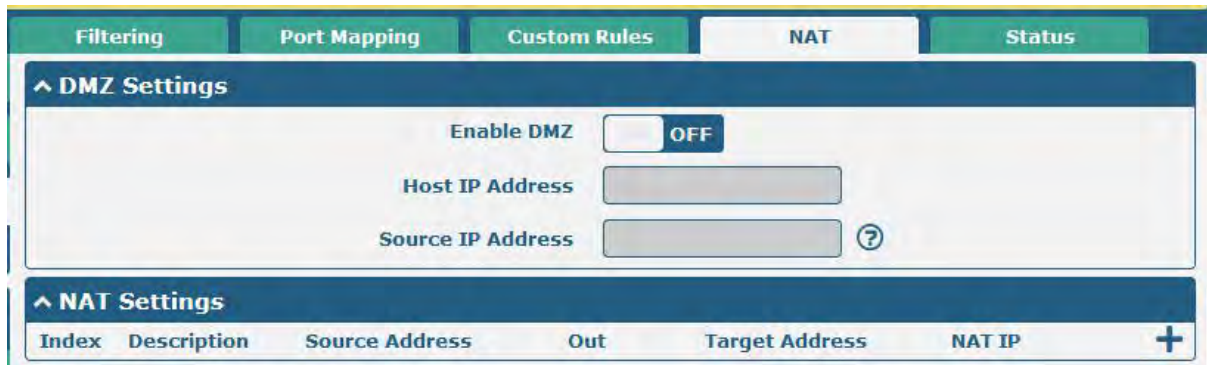 Filtering Port Mapping Custom Rules NAT Status
DMZ Settings
Enable DMZ OFF
Host IP Address
Source IP Address ?
NAT Settings
Index Description Source Address Out Target Address NAT IP +